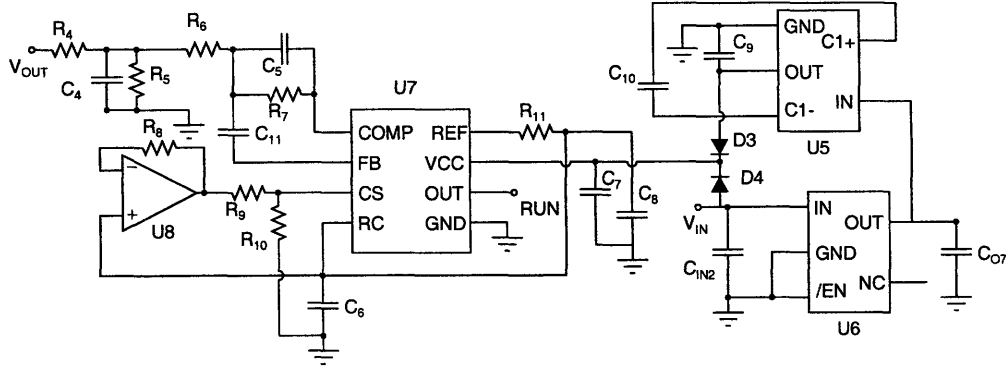 R4
R6
VOUT
C4
R5
C5
R7
C11
R8
U8
R9
R10
C6
U7
COMP
FB
CS
RC
REF
VCC
OUT
GND
R11
RUN
C7
C8
C10
C9
GND
C1+
OUT
C1-
IN
U5
D3
D4
VIN
CIN2
IN
OUT
GND
/EN
NC
U6
CO7